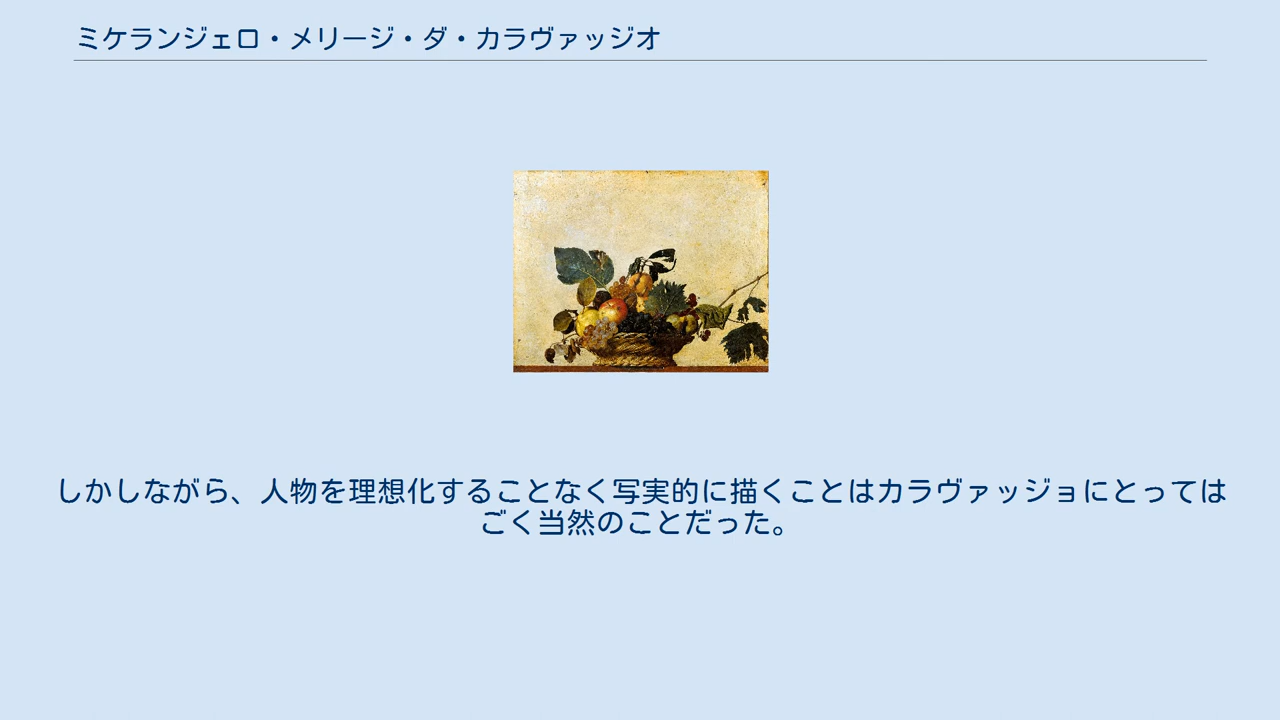 ミケランジェロ・メリージ・ダ・カラヴァッジオ
しかしながら、人物を理想化することなく写実的に描くことはカラヴァッジョにとっては
ごく当然のことだった。